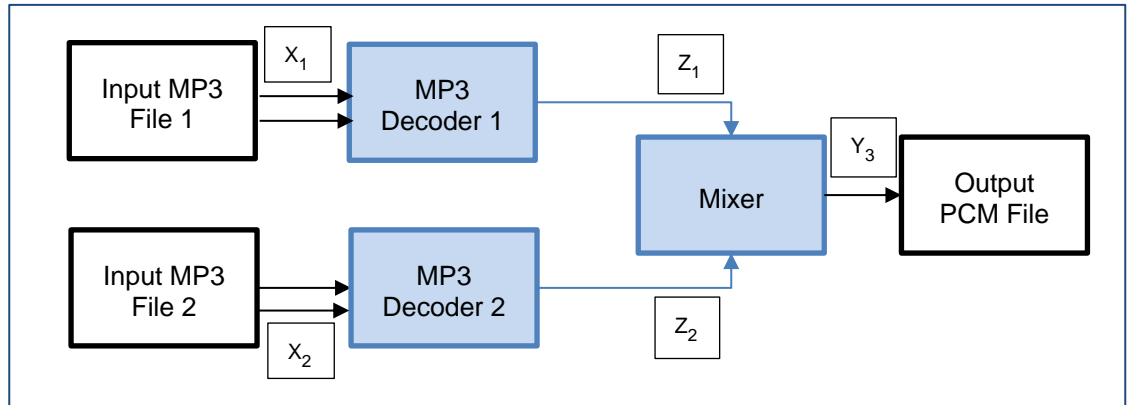 X₁
Input MP3
File 1
MP3
Decoder 1
Z₁
Mixer
Y₃
Output
PCM File
Input MP3
File 2
X₂
MP3
Decoder 2
Z₂